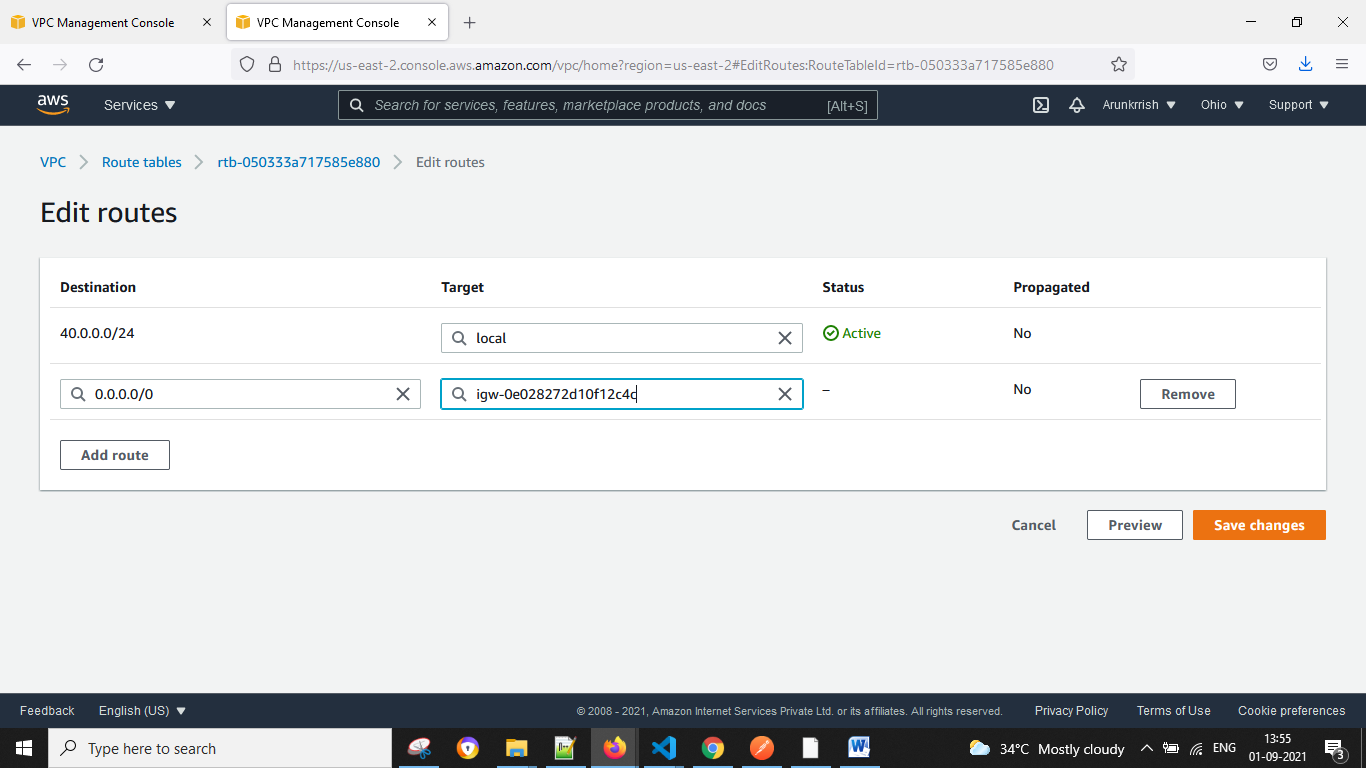 VPC Management Console
VPC Management Console
https://us-east-2.console.aws.amazon.com/vpc/home?region=us-east-2#EditRoutes:RouteTableId=rtb-050333a717585e880
aws Services Search for services, features, marketplace products, and docs [Alt+S] Arunkrrish Ohio Support
VPC Route tables rtb-050333a717585e880 Edit routes
Edit routes
Destination Target Status Propagated
40.0.0.0/24 local Active No
0.0.0.0/0 igw-0e028272d10f12c4c – No Remove
Add route
Cancel Preview Save changes
Feedback English (US) © 2008 - 2021, Amazon Internet Services Private Ltd. or its affiliates. All rights reserved. Privacy Policy Terms of Use Cookie preferences
Type here to search 34°C Mostly cloudy ENG 13:55
01-09-2021 3